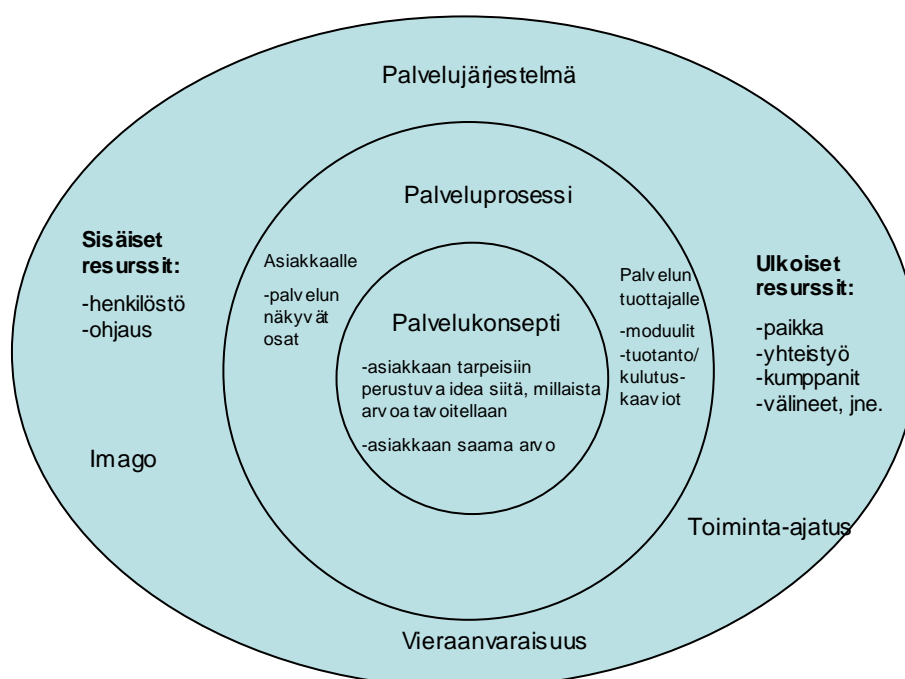 Palvelujärjestelmä
Palveluprosessi
Sisäiset
resurssit:
-henkilöstö
-ohjaus
Asiakkaalle
-palvelun
näkyvät
osat
Palvelukonsepti
-asiakkaan tarpeisiin
perustuva idea siitä, millaista
arvoa tavoitellaan
-asiakkaan saama arvo
Palvelun
tuottajalle
-moduulit
-tuotanto/
kulutus-
kaaviot
Ulkoiset
resurssit:
-paikka
-yhteistyö
-kumppanit
-välineet, jne.
Imago
Toiminta-ajatus
Vieraanvaraisuus